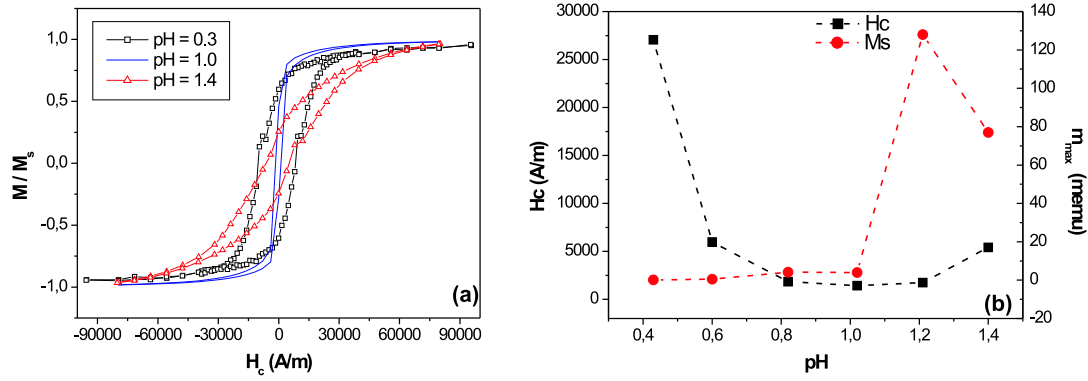 1,0
0,5
0,0
-0,5
-1,0
M / M_s
pH = 0.3
pH = 1.0
pH = 1.4
(a)
-90000 -60000 -30000 0 30000 60000 90000
H_c (A/m)
30000
25000
20000
15000
10000
5000
0
Hc (A/m)
Hc
Ms
140
120
100
80
60
40
20
0
-20
m_max (memu)
(b)
0,4 0,6 0,8 1,0 1,2 1,4
pH